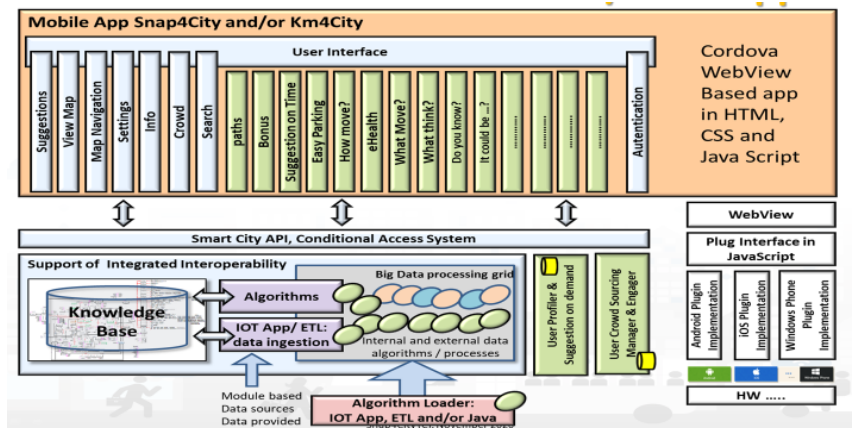 Mobile App Snap4City and/or Km4City
User Interface
Suggestions
View Map
Map Navigation
Settings
Info
Crowd
Search
paths
Bonus
Suggestion on Time
Easy Parking
How move?
eHealth
What Move?
What think?
Do you know?
It could be ...?
............
............
............
............
Autentication
Cordova
WebView
Based app
in HTML,
CSS and
Java Script
Smart City API, Conditional Access System
Support of Integrated Interoperability
Knowledge
Base
Algorithms
IOT App/ ETL:
data ingestion
Big Data processing grid
Internal and external data
algorithms / processes
User Profiler &
Suggestion on demand
User Crowd Sourcing
Manager & Engager
WebView
Plug Interface in
JavaScript
Android Plugin
Implementation
iOS Plugin
Implementation
Windows Phone
Plugin
Implementation
HW .....
Module based
Data sources
Data provided
Algorithm Loader:
IOT App, ETL and/or Java